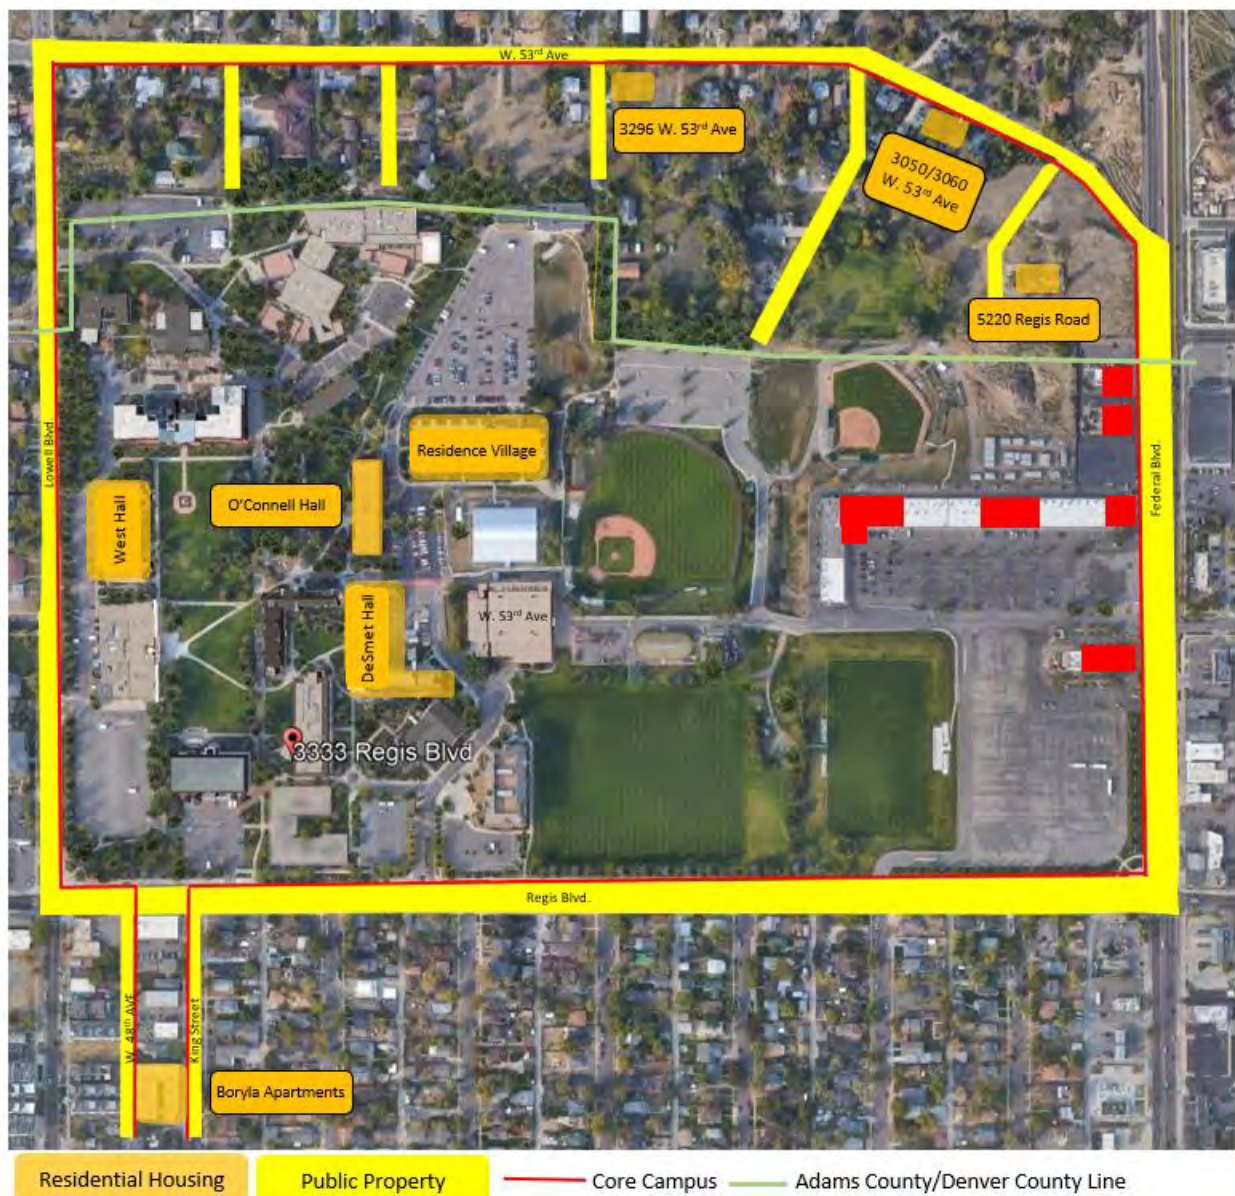 W. 53rd Ave
3296 W. 53rd Ave
3050/3060
W. 53rd Ave
5220 Regis Road
Lowell Blvd.
Federal Blvd.
Residence Village
O'Connell Hall
West Hall
DeSmet Hall
W. 53rd Ave
3333 Regis Blvd
Regis Blvd.
W. 48th AVE
King Street
Boryla Apartments
Residential Housing
Public Property
Core Campus
Adams County/Denver County Line